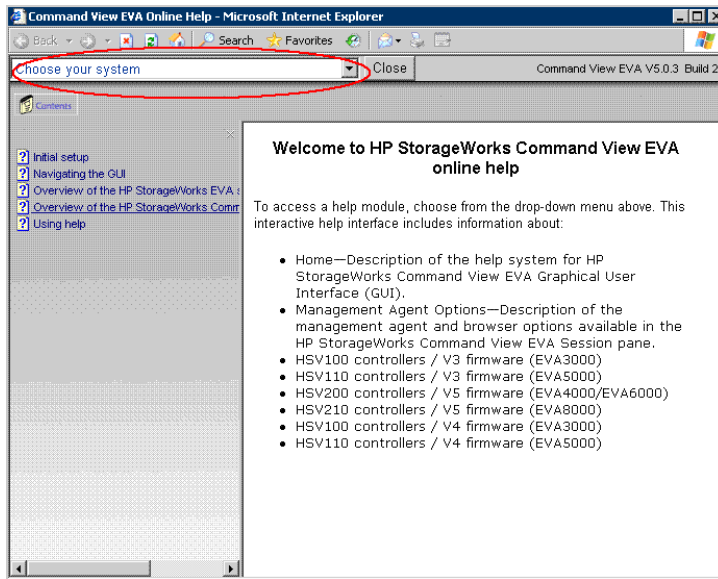 Command View EVA Online Help - Microsoft Internet Explorer
Back Search Favorites
Choose your system Close Command View EVA V5.0.3 Build 2
Contents
Initial setup
Navigating the GUI
Overview of the HP StorageWorks EVA
Overview of the HP StorageWorks Comm
Using help
Welcome to HP StorageWorks Command View EVA
online help
To access a help module, choose from the drop-down menu above. This
interactive help interface includes information about:
• Home—Description of the help system for HP
StorageWorks Command View EVA Graphical User
Interface (GUI).
• Management Agent Options—Description of the
management agent and browser options available in the
HP StorageWorks Command View EVA Session pane.
• HSV100 controllers / V3 firmware (EVA3000)
• HSV110 controllers / V3 firmware (EVA5000)
• HSV200 controllers / V5 firmware (EVA4000/EVA6000)
• HSV210 controllers / V5 firmware (EVA8000)
• HSV100 controllers / V4 firmware (EVA3000)
• HSV110 controllers / V4 firmware (EVA5000)